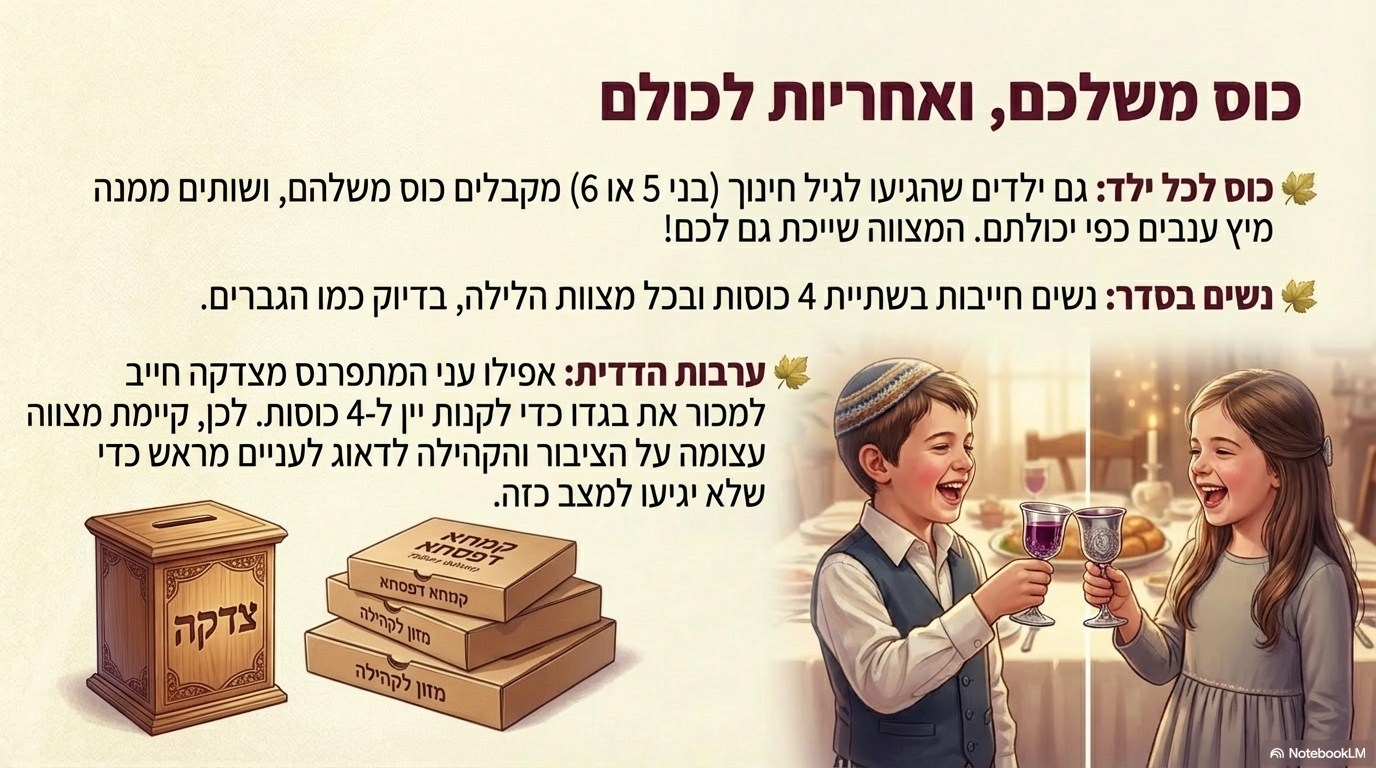 כוס משלכם, ואחריות לכולם
כוס לכל ילד: גם ילדים שהגיעו לגיל חינוך (בני 5 או 6) מקבלים כוס משלהם, ושותים ממנה
מיץ ענבים כפי יכולתם. המצווה שייכת גם לכם!
נשים בסדר: נשים חייבות בשתיית 4 כוסות ובכל מצוות הלילה, בדיוק כמו הגברים.
ערבות הדדית: אפילו עני המתפרנס מצדקה חייב
למכור את בגדו כדי לקנות יין ל-4 כוסות. לכן, קיימת מצווה
עצומה על הציבור והקהילה לדאוג לעניים מראש כדי
שלא יגיעו למצב כזה.
צדקה
קמחא
דפסחא
קמחא דפסחא
מזון לקהילה
מזון לקהילה
NotebookLM